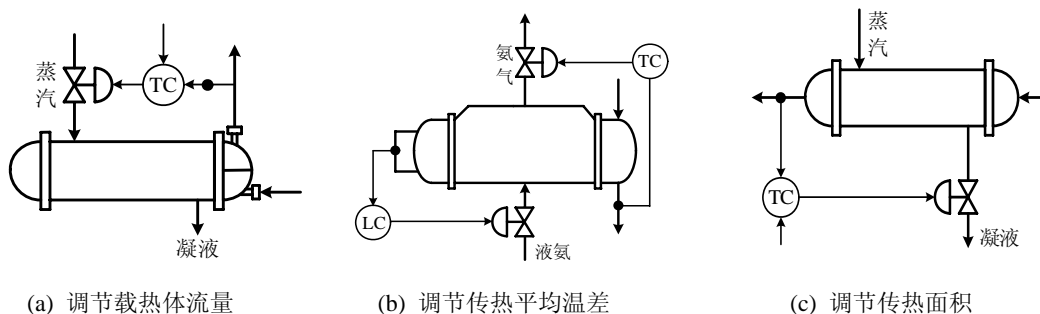 蒸汽
TC
凝液
氨气
TC
LC
液氨
蒸汽
TC
凝液
(a) 调节载热体流量
(b) 调节传热平均温差
(c) 调节传热面积